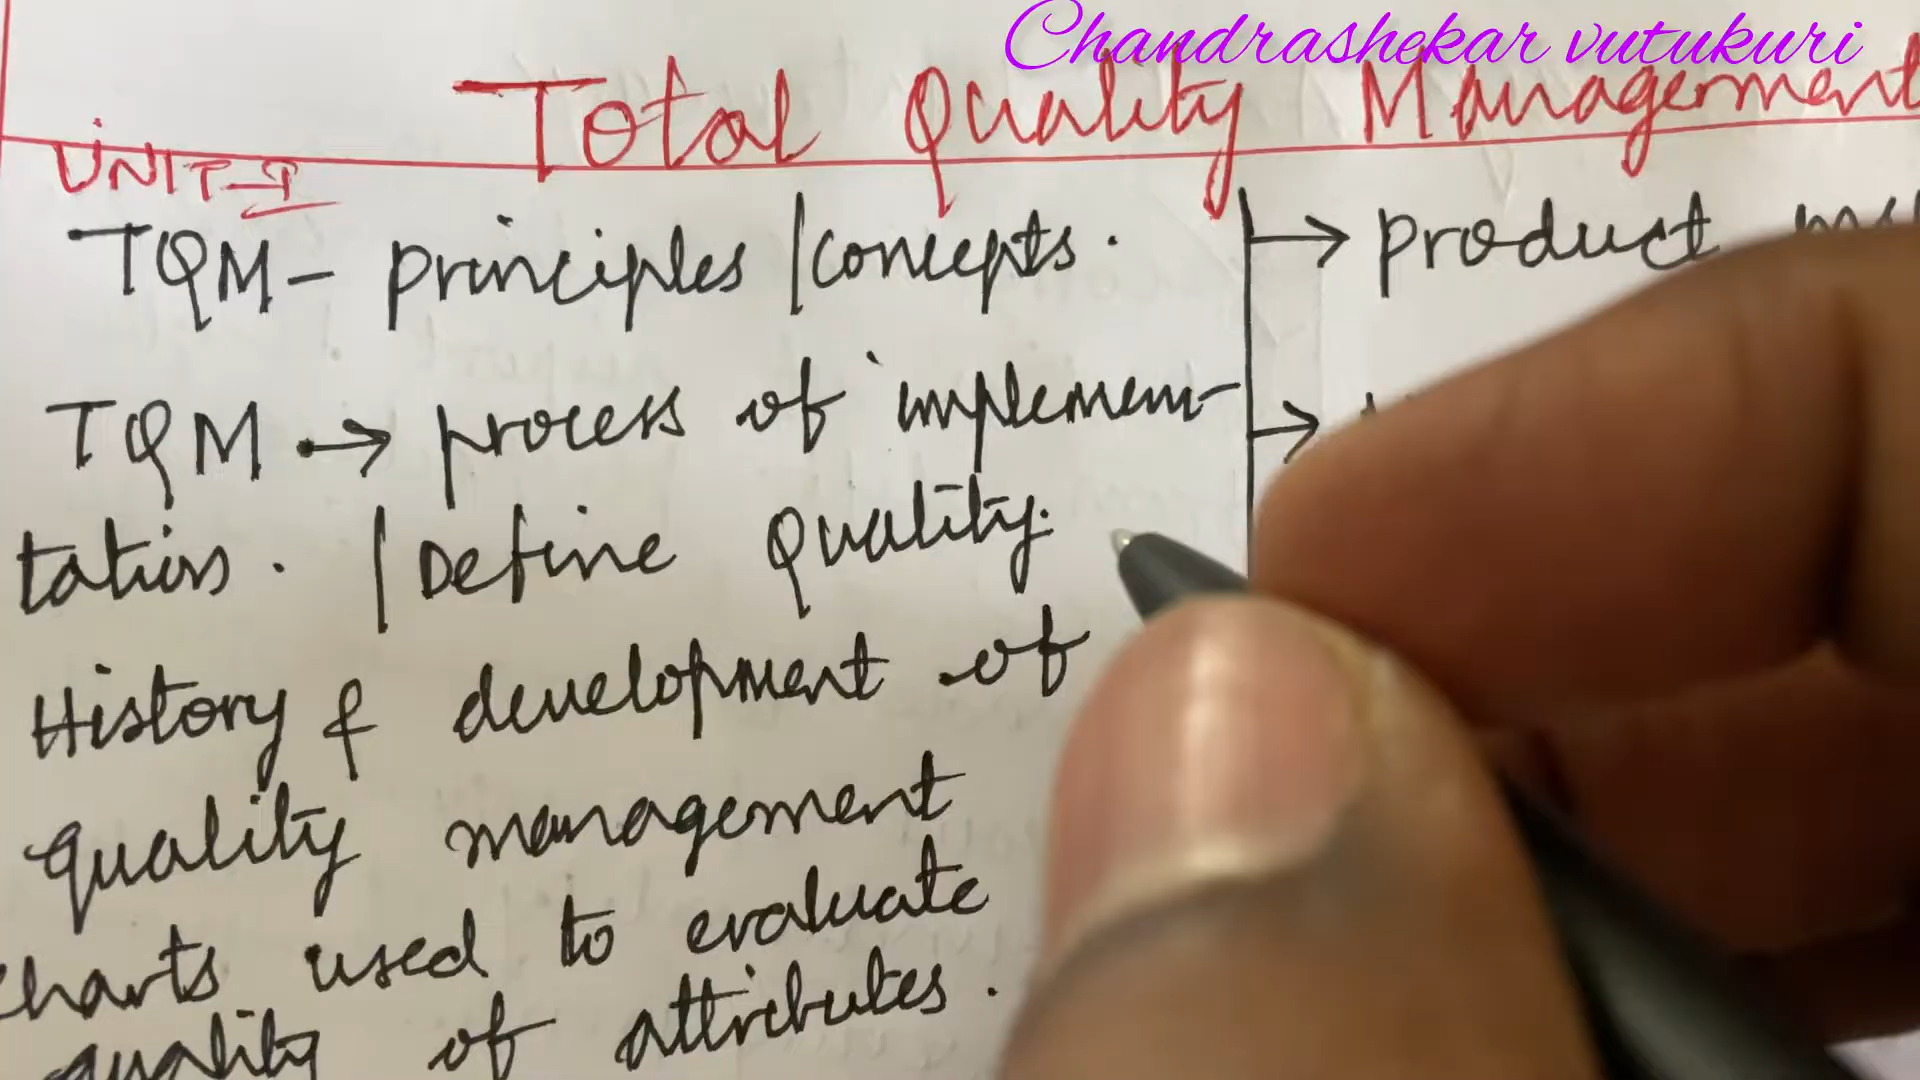 Chandrashekar vutukuri
Total Quality Management
UNIT-I
TQM - principles / concepts.
TQM → process of implemen-
tation. / Define Quality.
History & development of
quality management
charts used to evaluate
quality of attributes.
→ product
→